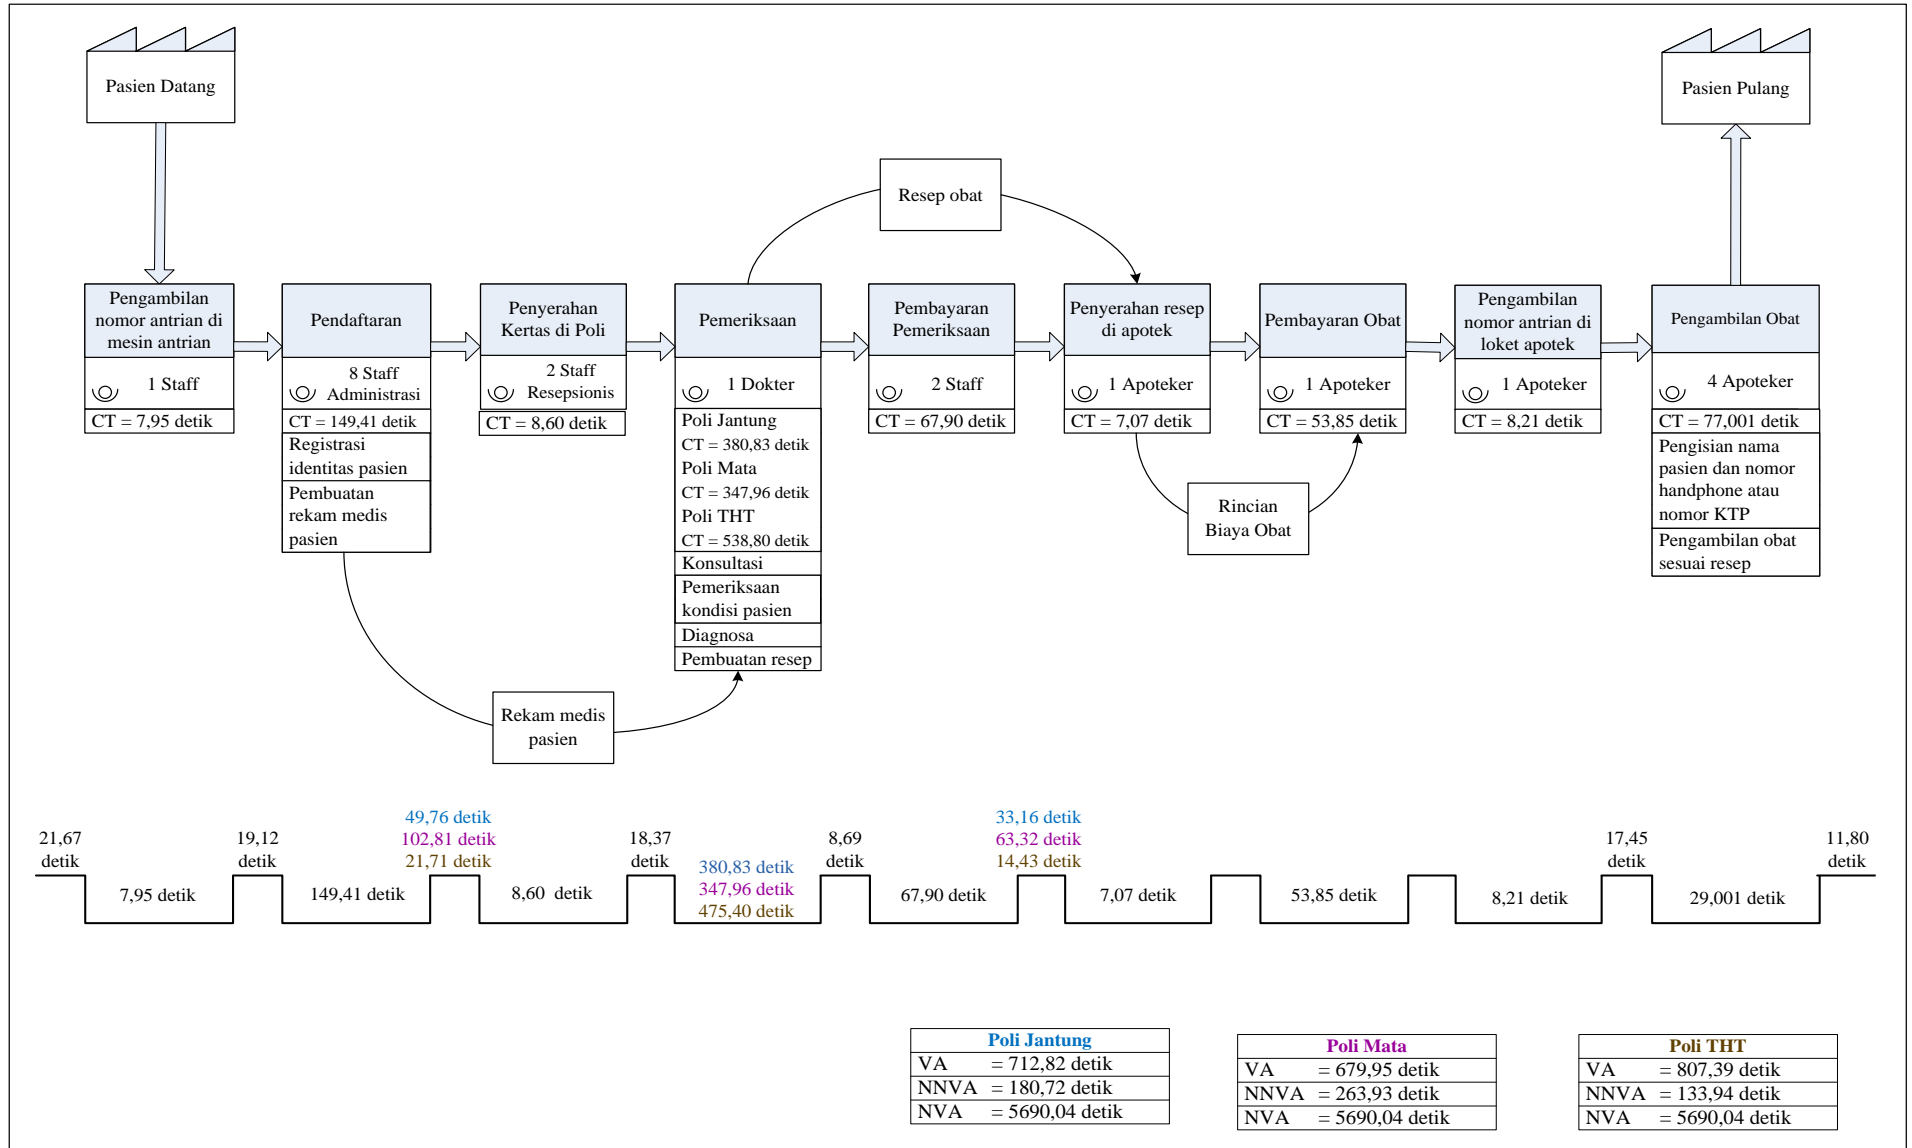 Pasien Datang
Pasien Pulang
Resep obat
Pengambilan
nomor antrian di
mesin antrian
1 Staff
CT = 7,95 detik
Pendaftaran
8 Staff
Administrasi
CT = 149,41 detik
Registrasi
identitas pasien
Pembuatan
rekam medis
pasien
Penyerahan
Kertas di Poli
2 Staff
Resepsionis
CT = 8,60 detik
Pemeriksaan
1 Dokter
Poli Jantung
CT = 380,83 detik
Poli Mata
CT = 347,96 detik
Poli THT
CT = 538,80 detik
Konsultasi
Pemeriksaan
kondisi pasien
Diagnosa
Pembuatan resep
Pembayaran
Pemeriksaan
2 Staff
CT = 67,90 detik
Penyerahan resep
di apotek
1 Apoteker
CT = 7,07 detik
Pembayaran Obat
1 Apoteker
CT = 53,85 detik
Pengambilan
nomor antrian di
loket apotek
1 Apoteker
CT = 8,21 detik
Pengambilan Obat
4 Apoteker
CT = 77,001 detik
Pengisian nama
pasien dan nomor
handphone atau
nomor KTP
Pengambilan obat
sesuai resep
Rincian
Biaya Obat
Rekam medis
pasien
21,67
detik
7,95 detik
19,12
detik
149,41 detik
49,76 detik
102,81 detik
21,71 detik
8,60 detik
18,37
detik
380,83 detik
347,96 detik
475,40 detik
8,69
detik
67,90 detik
33,16 detik
63,32 detik
14,43 detik
7,07 detik
53,85 detik
8,21 detik
17,45
detik
29,001 detik
11,80
detik
Poli Jantung
VA = 712,82 detik
NNVA = 180,72 detik
NVA = 5690,04 detik
Poli Mata
VA = 679,95 detik
NNVA = 263,93 detik
NVA = 5690,04 detik
Poli THT
VA = 807,39 detik
NNVA = 133,94 detik
NVA = 5690,04 detik